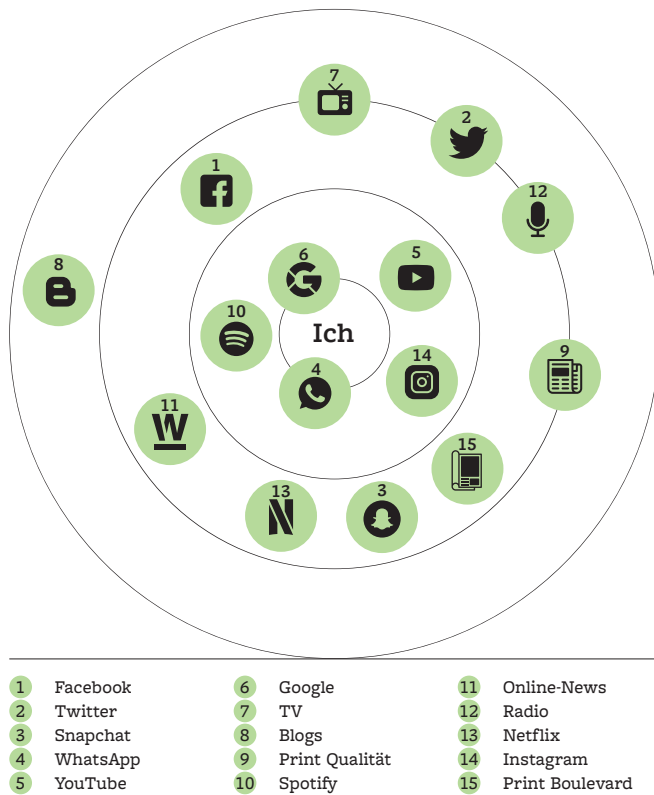 7
2
1
12
6
5
8
10
Ich
14
4
9
11
W
15
13
3
1 Facebook
2 Twitter
3 Snapchat
4 WhatsApp
5 YouTube
6 Google
7 TV
8 Blogs
9 Print Qualität
10 Spotify
11 Online-News
12 Radio
13 Netflix
14 Instagram
15 Print Boulevard